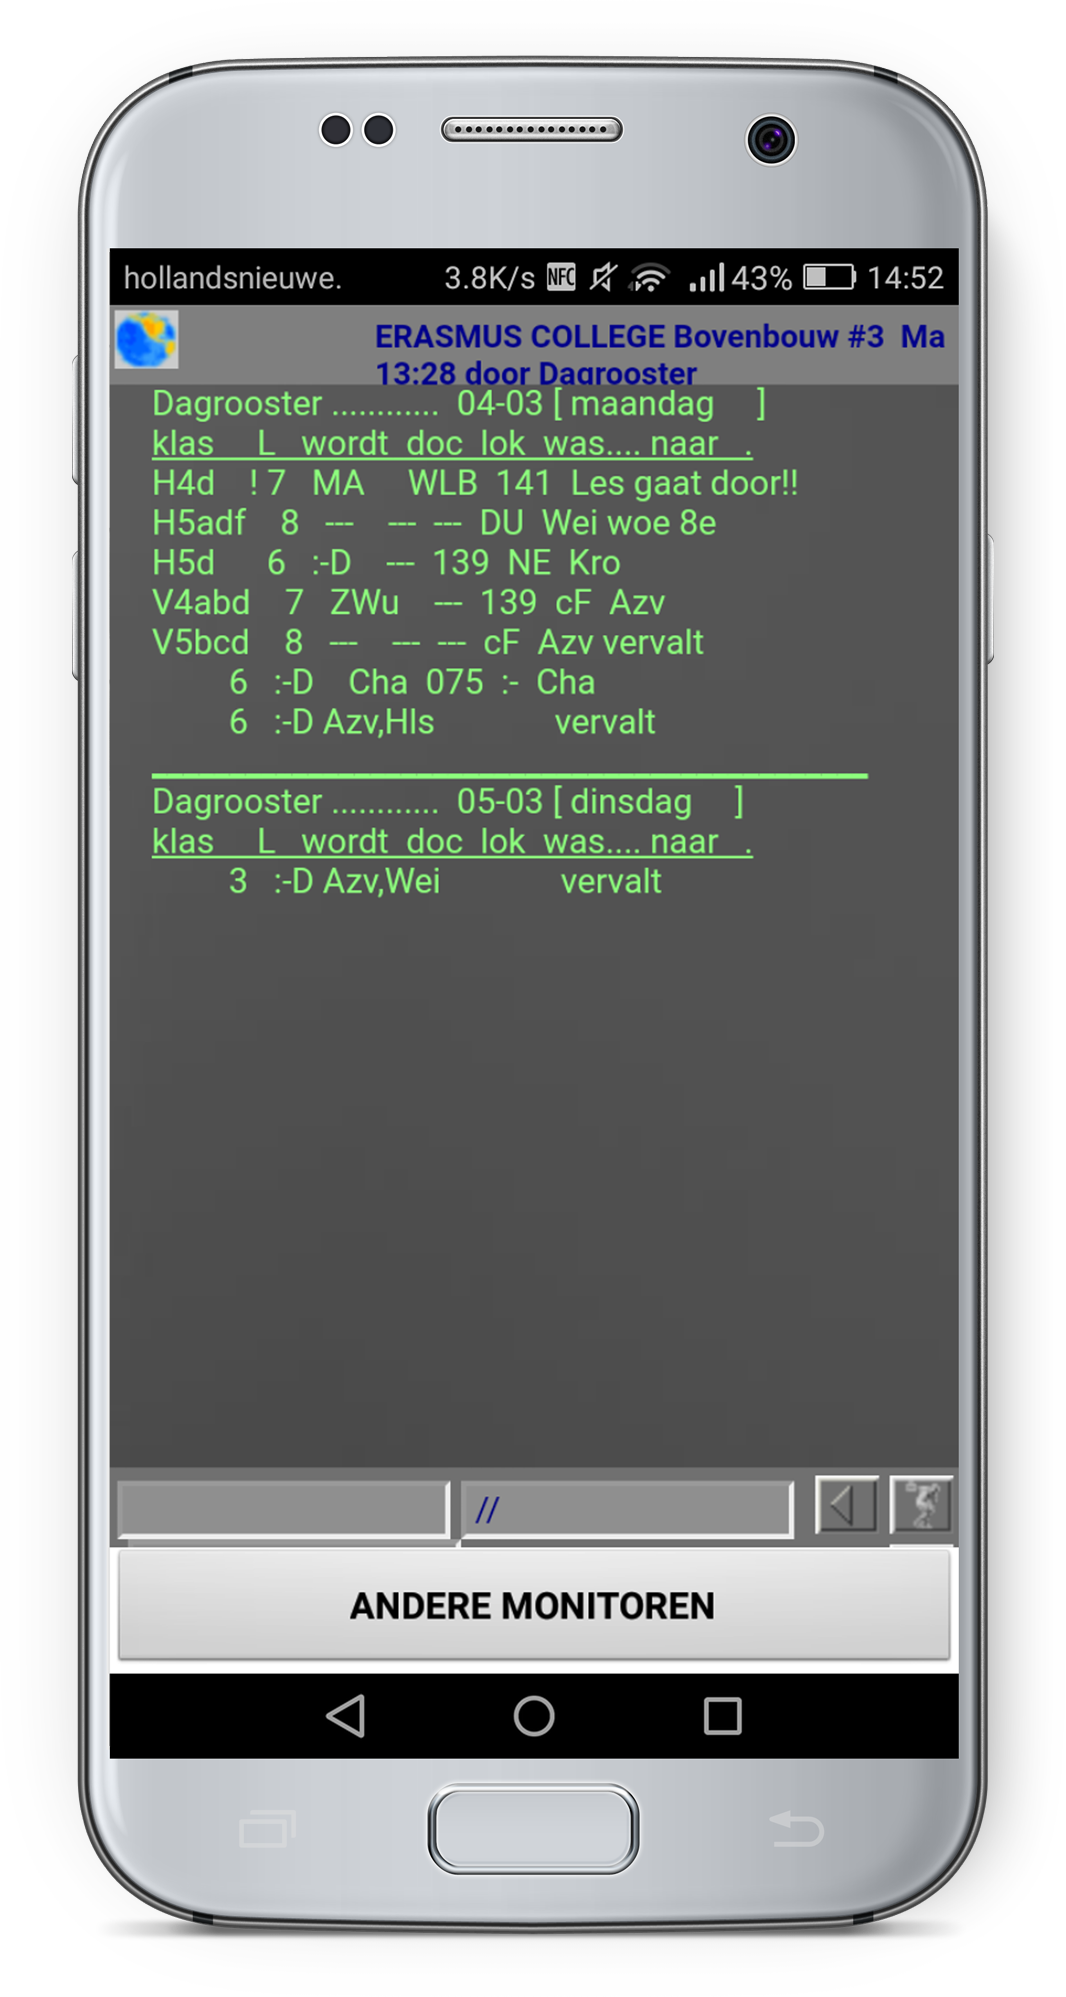 hollandsnieuwe. 3.8K/s NFC 43% 14:52
ERASMUS COLLEGE Bovenbouw #3 Ma
13:28 door Dagrooster
Dagrooster ............ 04-03 [ maandag ]
klas L wordt doc lok was.... naar .
H4d ! 7 MA WLB 141 Les gaat door!!
H5adf 8 --- --- --- DU Wei woe 8e
H5d 6 :-D --- 139 NE Kro
V4abd 7 ZWu --- 139 cF Azv
V5bcd 8 --- --- --- cF Azv vervalt
6 :-D Cha 075 :- Cha
6 :-D Azv,Hls vervalt
Dagrooster ............ 05-03 [ dinsdag ]
klas L wordt doc lok was.... naar .
3 :-D Azv,Wei vervalt
//
ANDERE MONITOREN